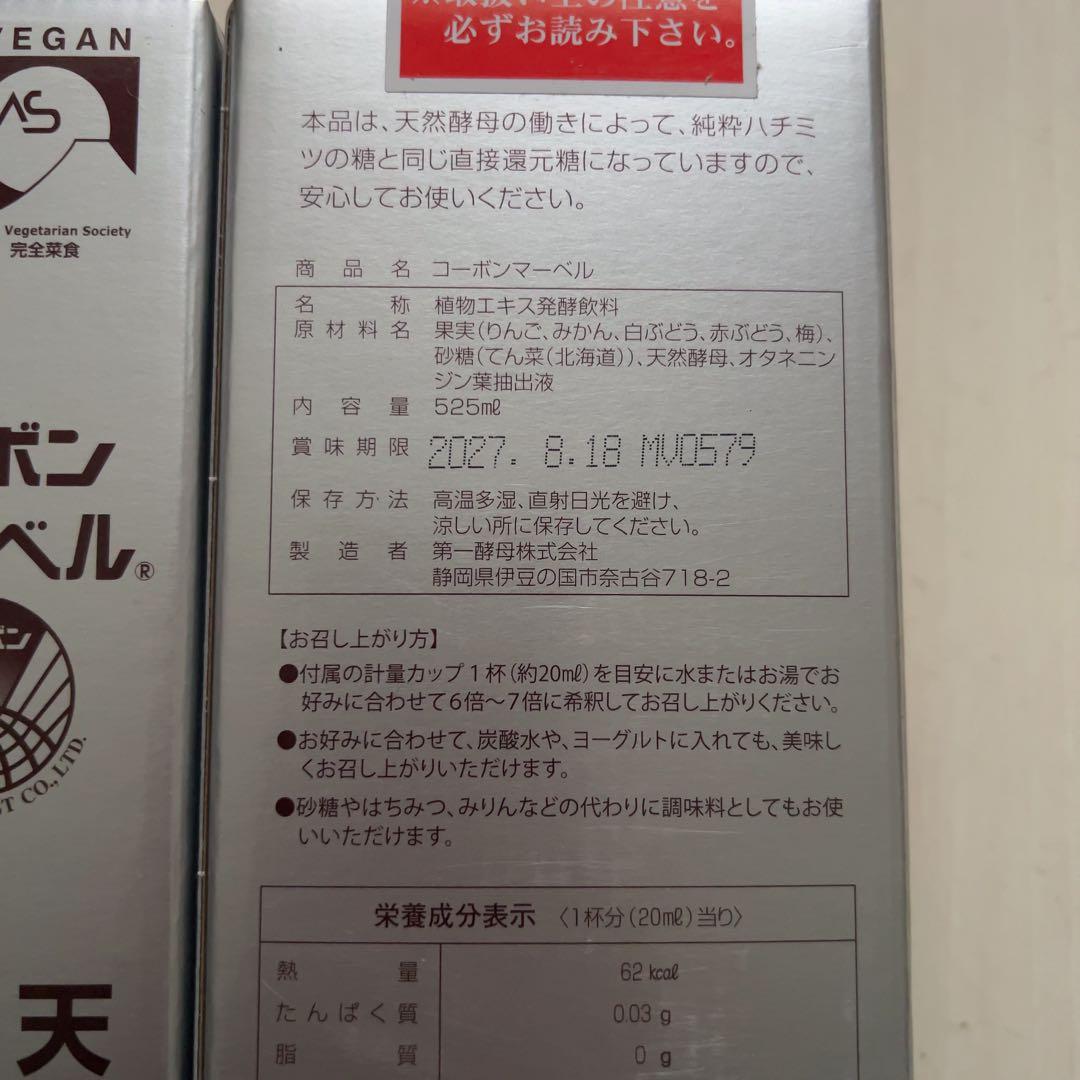 VEGAN
AS
Vegetarian Society
完全菜食
ボン
ベル®
ボン
ST CO., LTD.
天
※取扱い上の注意を
必ずお読み下さい。
本品は、天然酵母の働きによって、純粋ハチミ
ツの糖と同じ直接還元糖になっていますので、
安心してお使いください。
商品名 コーボンマーベル
名称 植物エキス発酵飲料
原材料名 果実(りんご、みかん、白ぶどう、赤ぶどう、梅)、
砂糖(てん菜(北海道))、天然酵母、オタネニン
ジン葉抽出液
内容量 525㎖
賞味期限 2027. 8.18 MV0579
保存方法 高温多湿、直射日光を避け、
涼しい所に保存してください。
製造者 第一酵母株式会社
静岡県伊豆の国市奈古谷718-2
【お召し上がり方】
●付属の計量カップ1杯(約20㎖)を目安に水またはお湯でお
好みに合わせて6倍〜7倍に希釈してお召し上がりください。
●お好みに合わせて、炭酸水や、ヨーグルトに入れても、美味し
くお召し上がりいただけます。
●砂糖やはちみつ、みりんなどの代わりに調味料としてもお使
いいただけます。
栄養成分表示 〈1杯分(20㎖)当り〉
熱量 62 kcal
たんぱく質 0.03 g
脂質 0 g